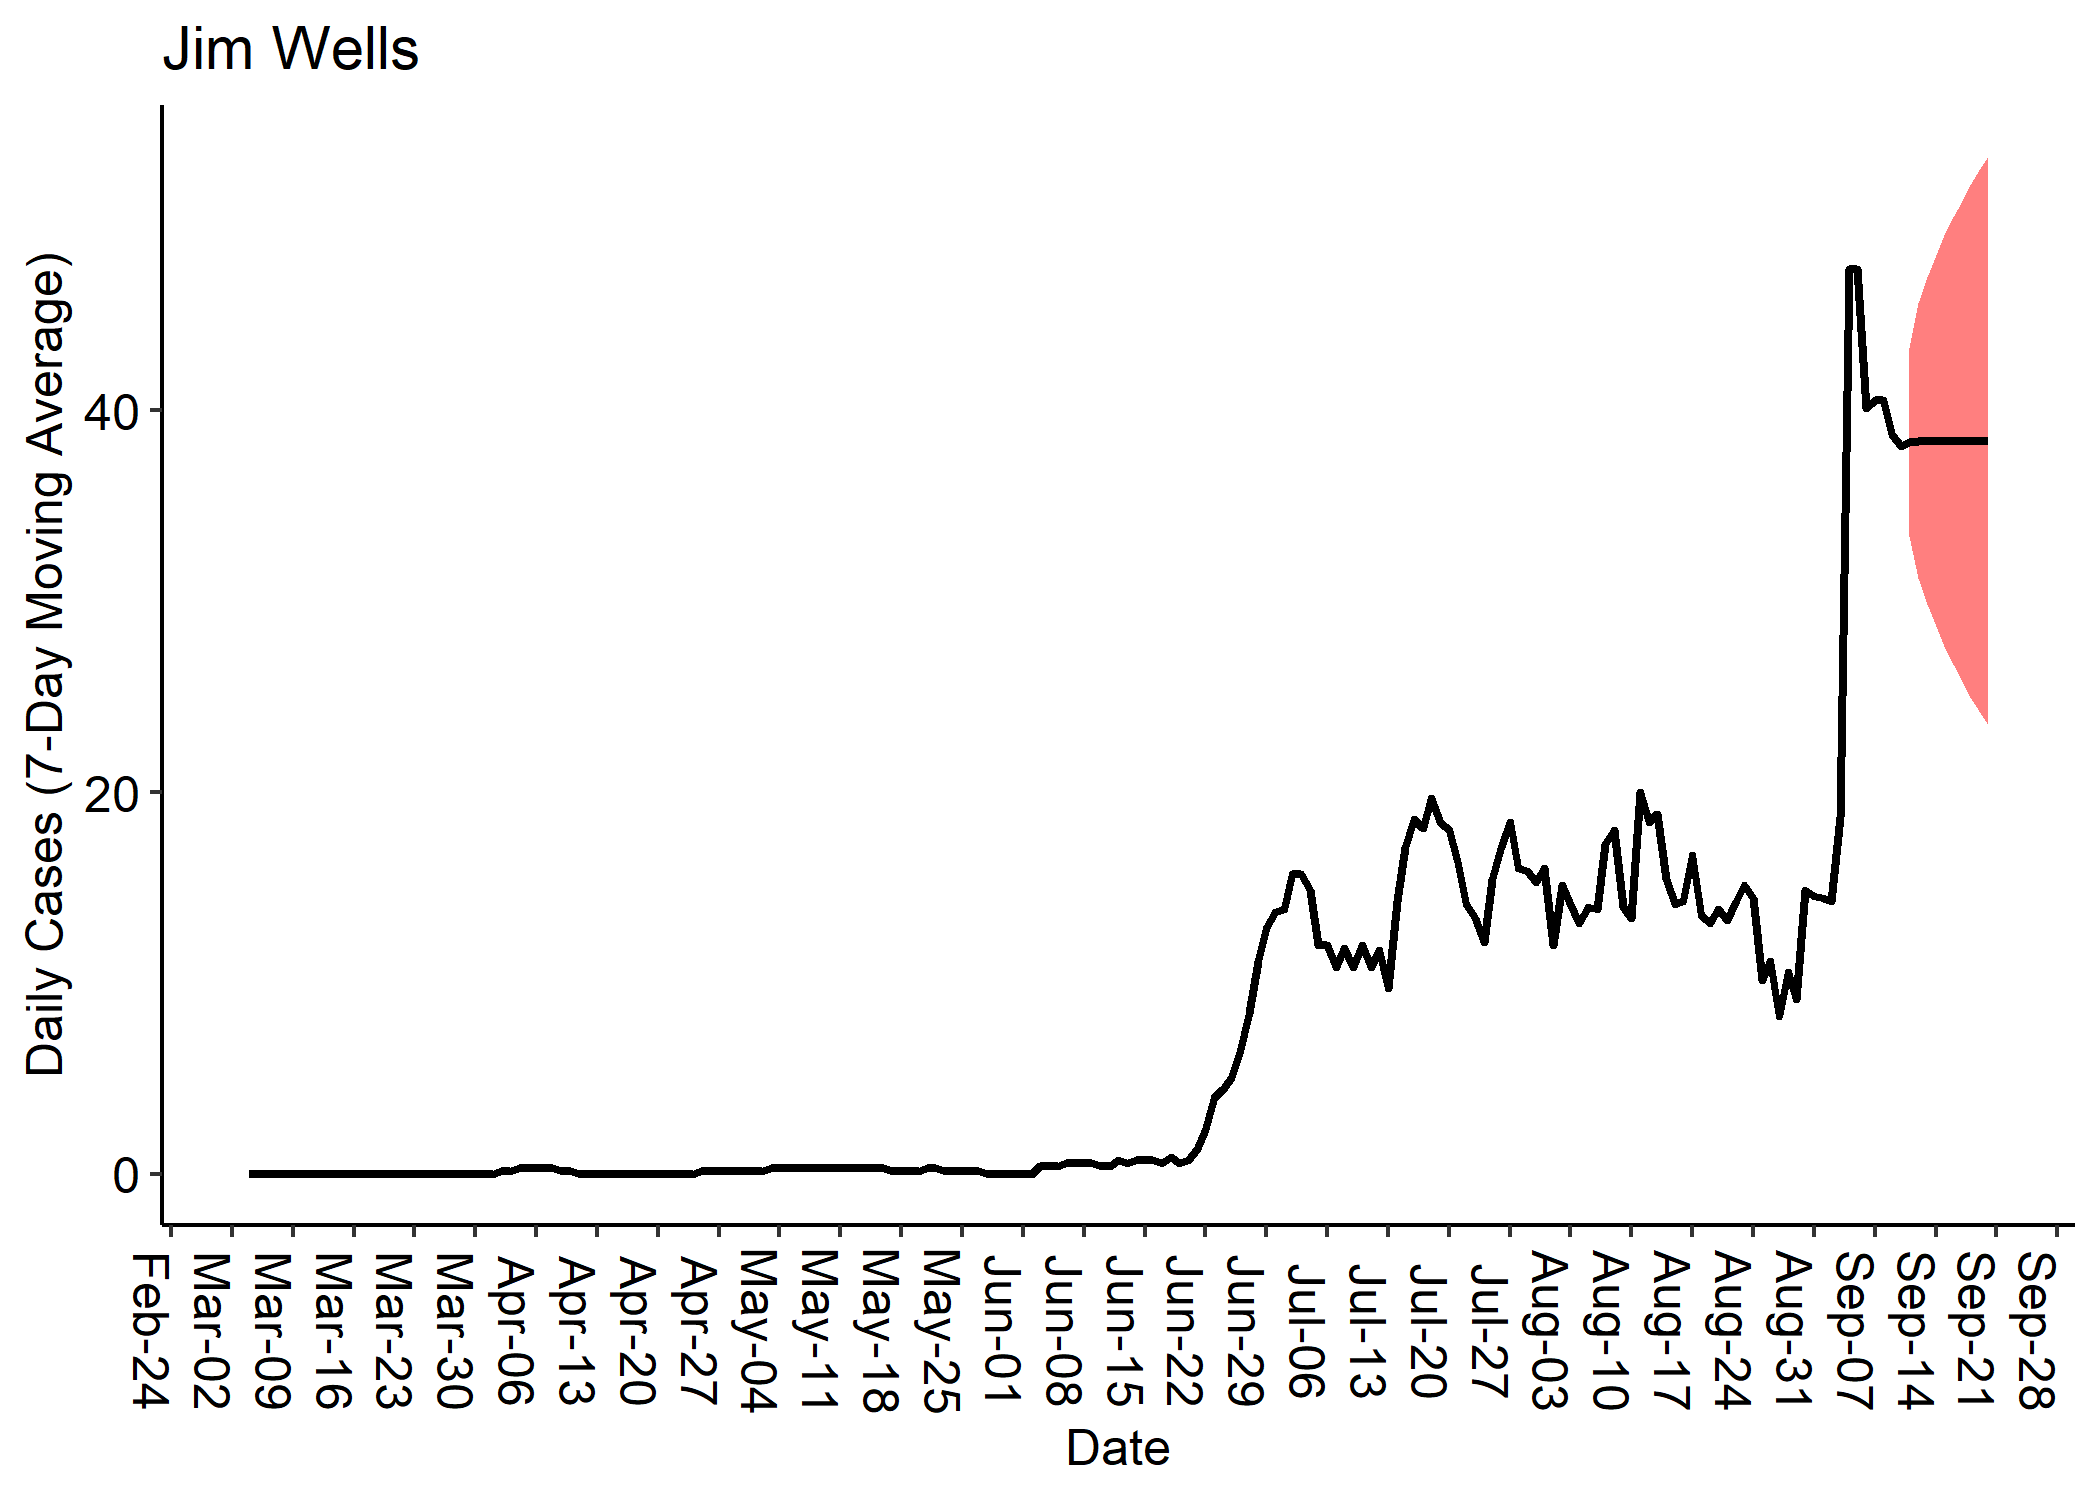 Jim Wells
Daily Cases (7-Day Moving Average)
40
20
0
Feb-24
Mar-02
Mar-09
Mar-16
Mar-23
Mar-30
Apr-06
Apr-13
Apr-20
Apr-27
May-04
May-11
May-18
May-25
Jun-01
Jun-08
Jun-15
Jun-22
Jun-29
Jul-06
Jul-13
Jul-20
Jul-27
Aug-03
Aug-10
Aug-17
Aug-24
Aug-31
Sep-07
Sep-14
Sep-21
Sep-28
Date